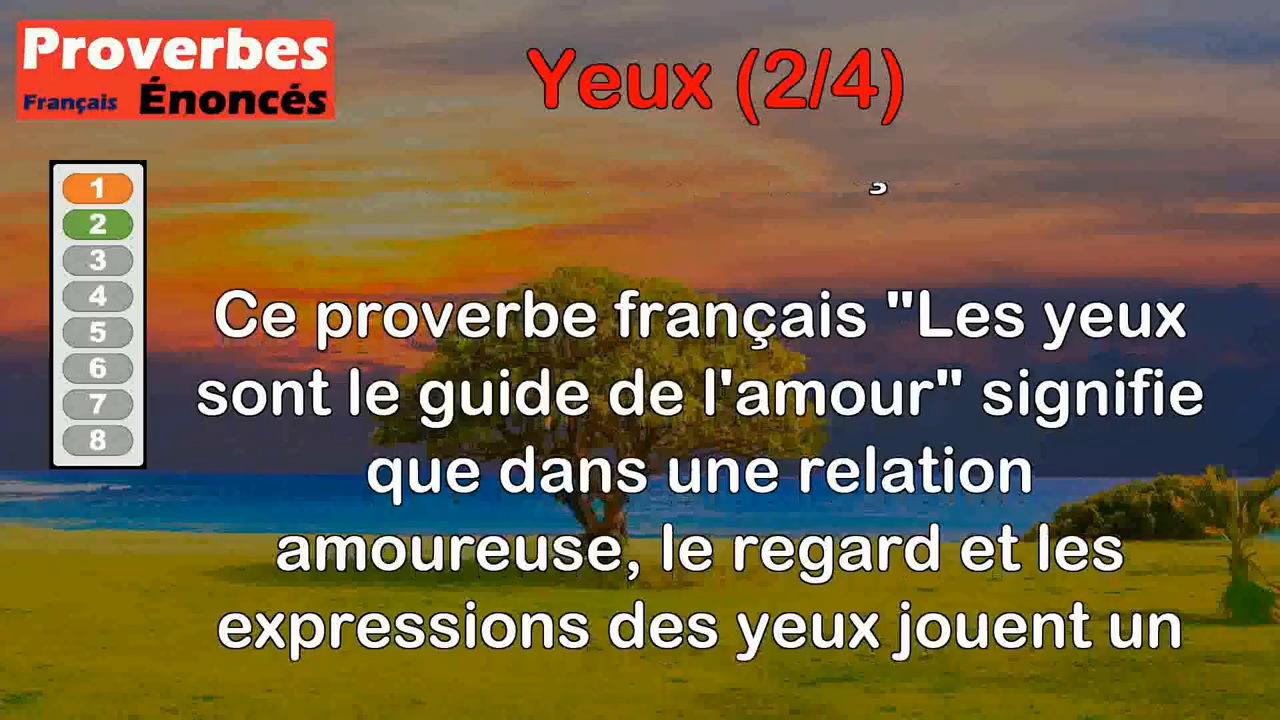 Proverbes
Français Énoncés
Yeux (2/4)
1
2
3
4
5
6
7
8
Ce proverbe français "Les yeux
sont le guide de l'amour" signifie
que dans une relation
amoureuse, le regard et les
expressions des yeux jouent un